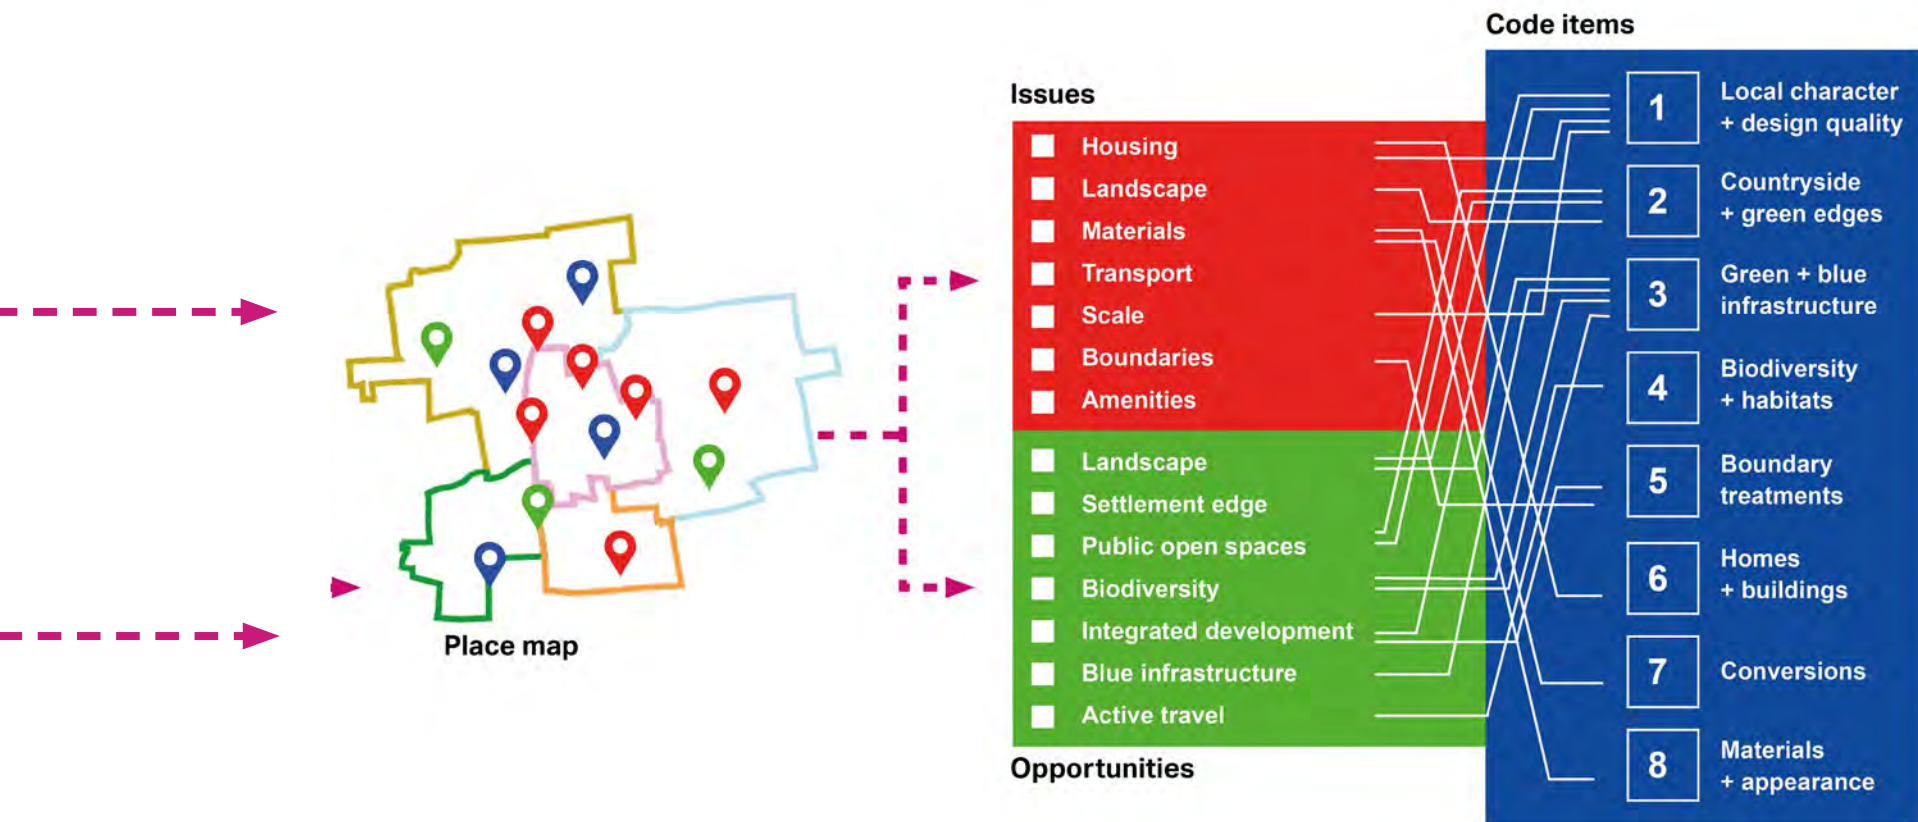 Place map
Issues
Housing
Landscape
Materials
Transport
Scale
Boundaries
Amenities
Landscape
Settlement edge
Public open spaces
Biodiversity
Integrated development
Blue infrastructure
Active travel
Opportunities
Code items
1
Local character
+ design quality
2
Countryside
+ green edges
3
Green + blue
infrastructure
4
Biodiversity
+ habitats
5
Boundary
treatments
6
Homes
+ buildings
7
Conversions
8
Materials
+ appearance